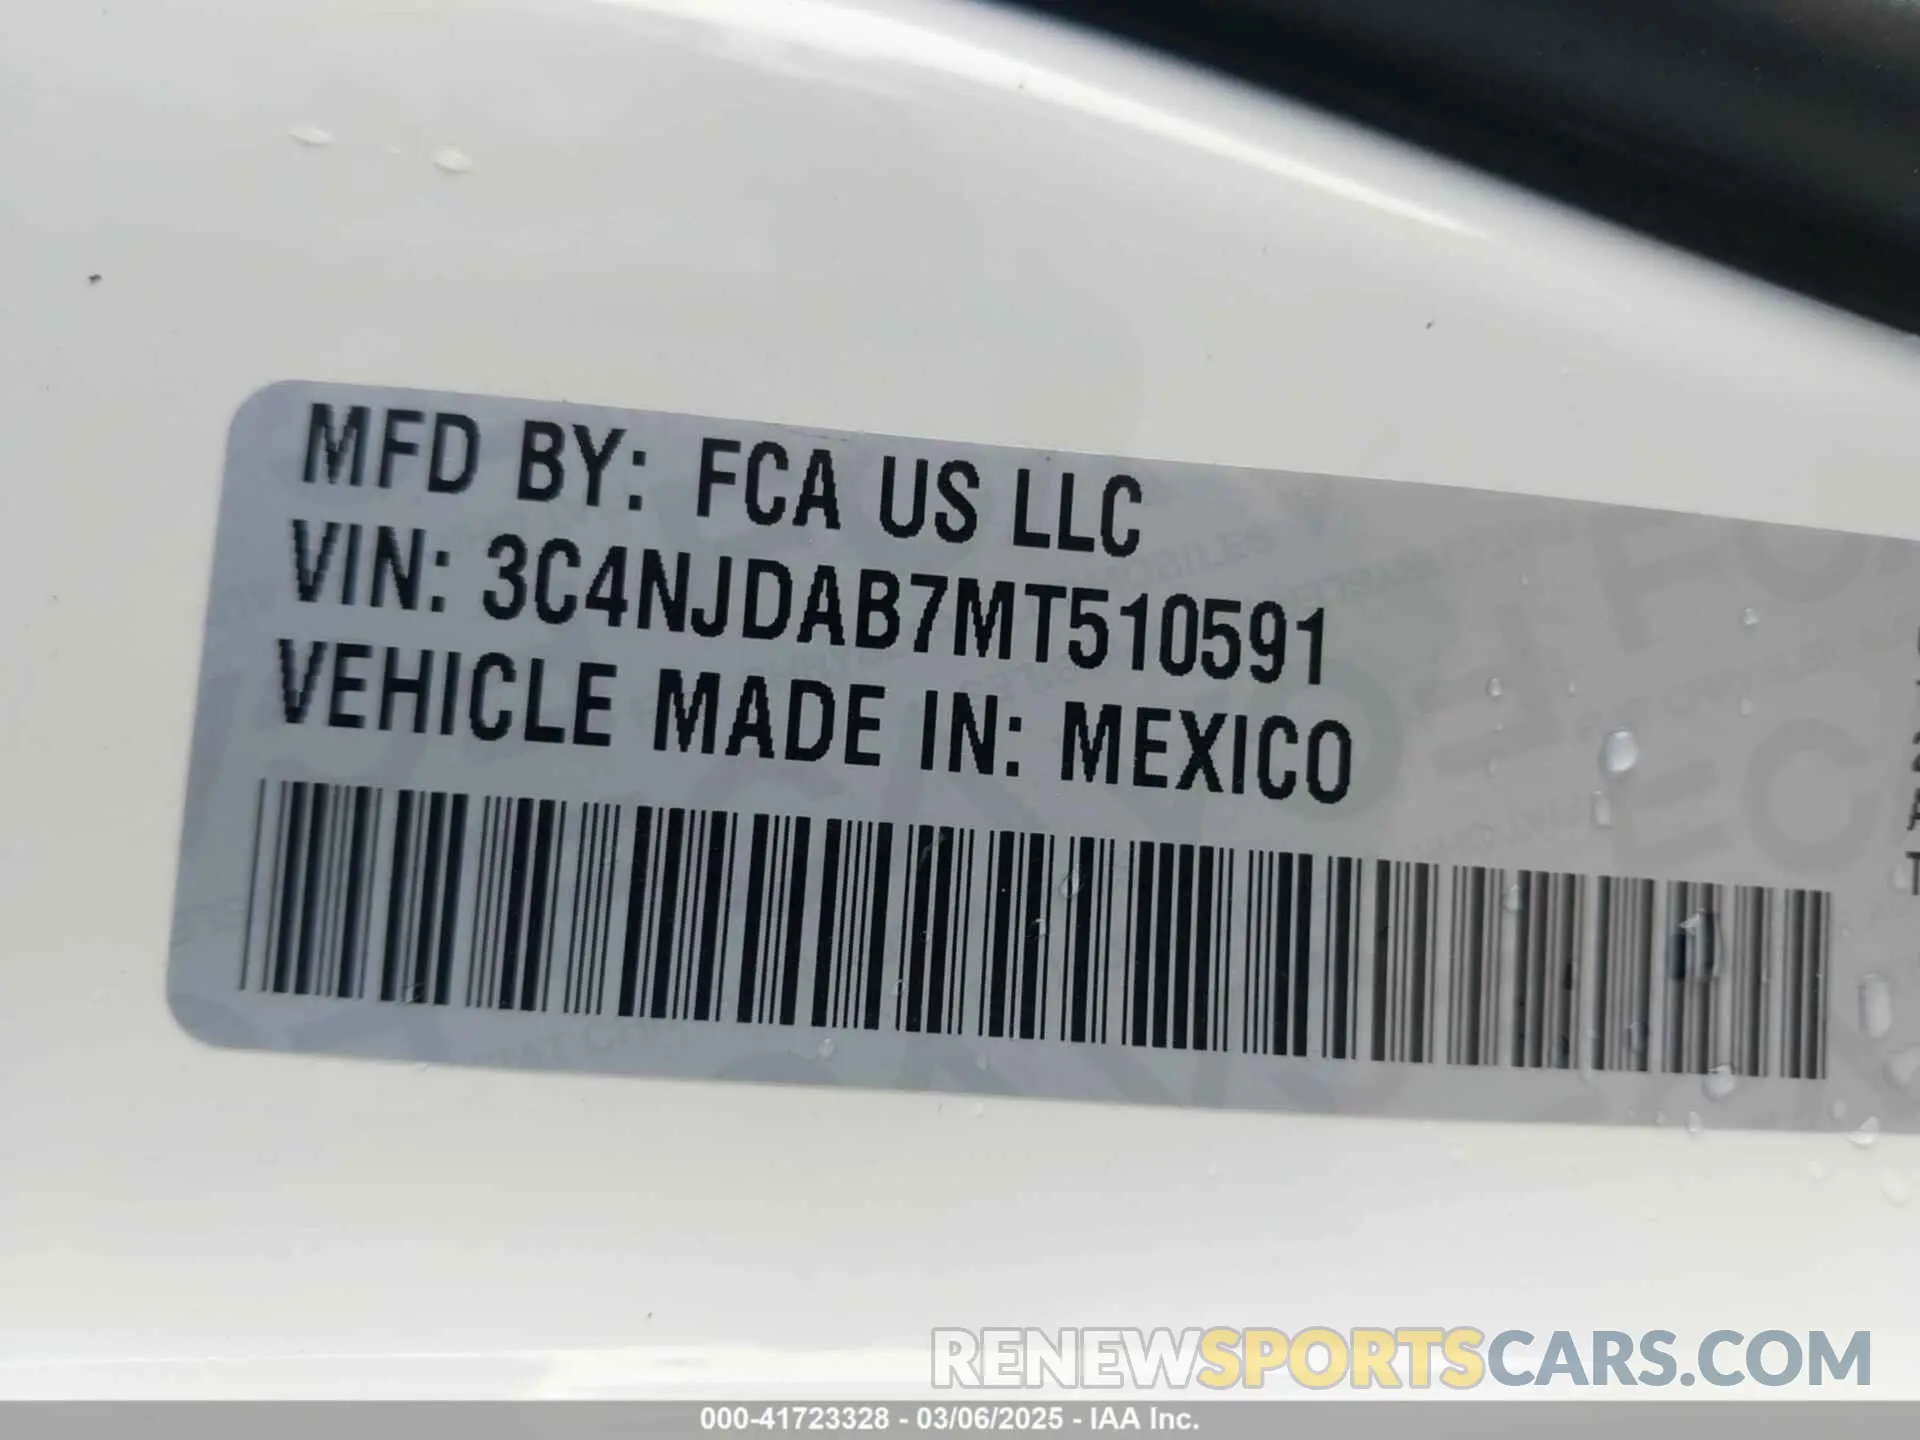 MFD BY: FCA US LLC
VIN: 3C4NJDAB7MT510591
VEHICLE MADE IN: MEXICO
RENEWSPORTSCARS.COM
000-41723328 - 03/06/2025 - IAA Inc.